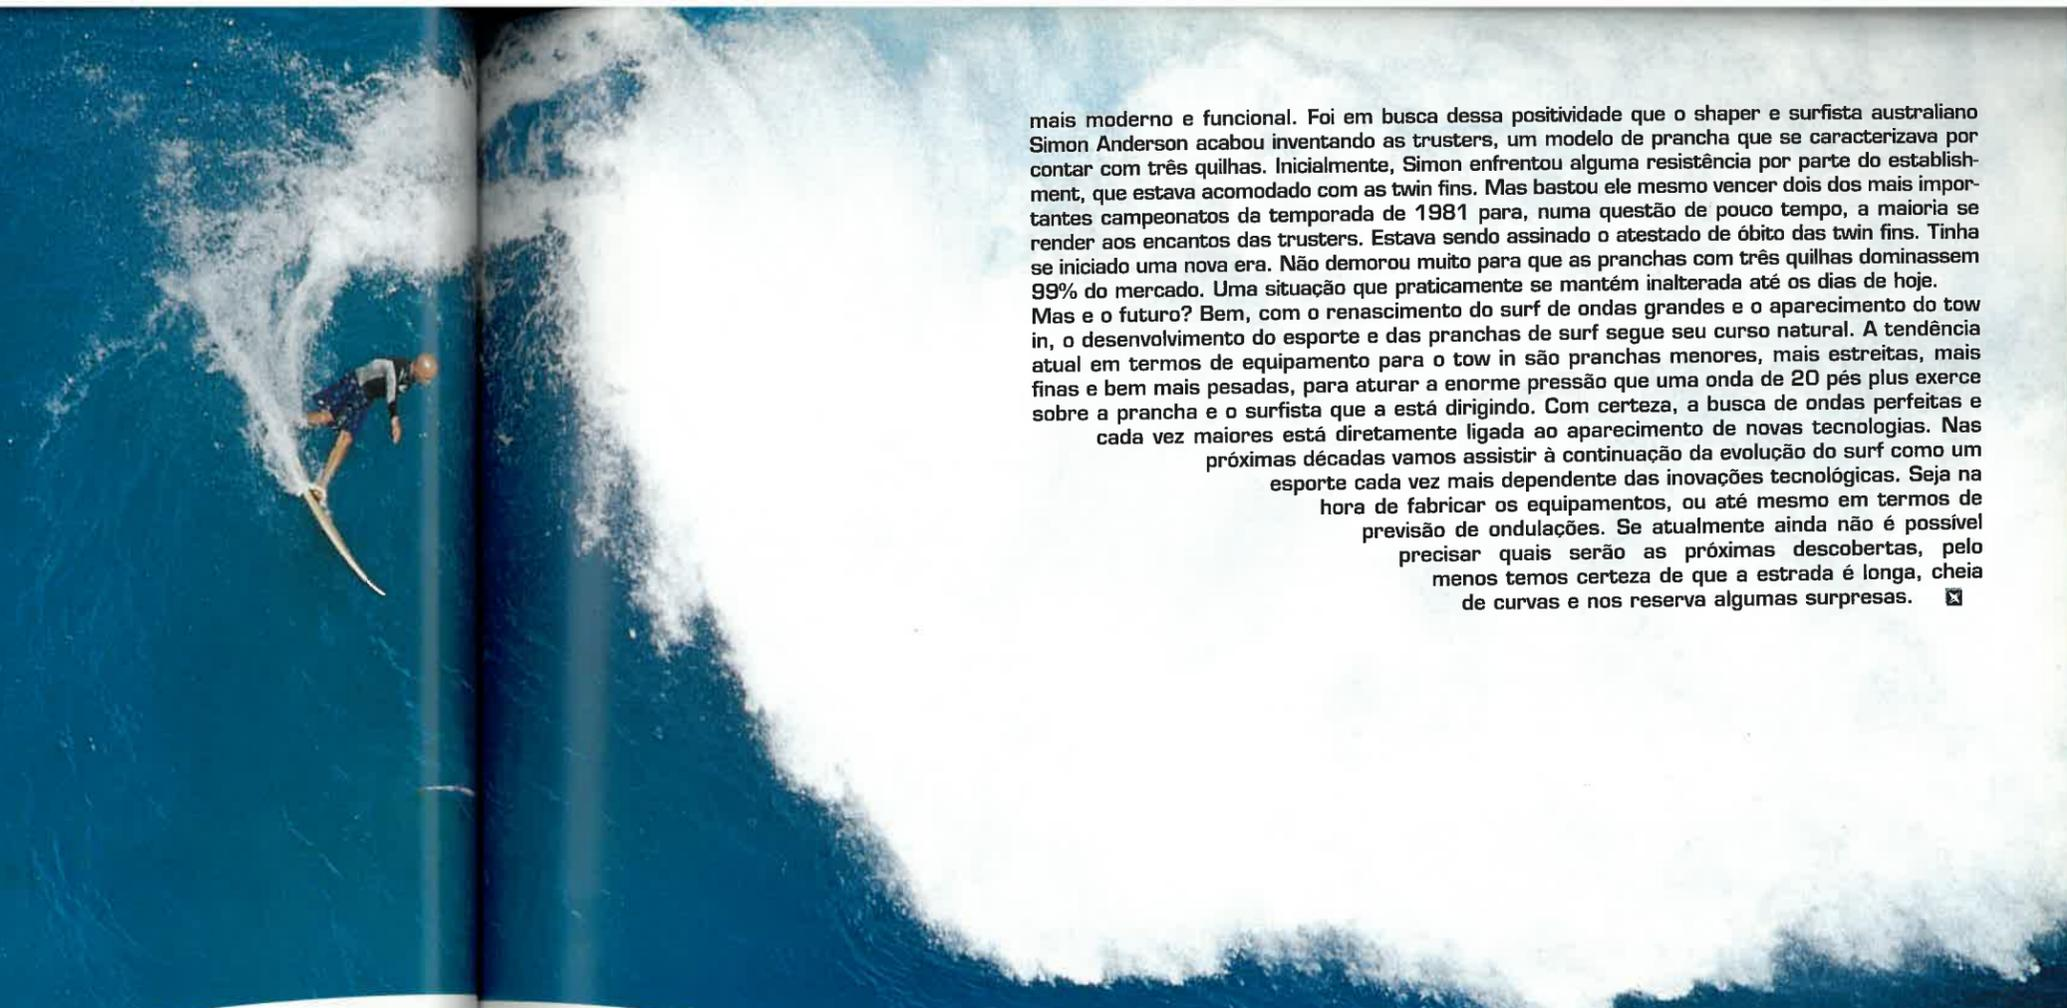 mais moderno e funcional. Foi em busca dessa positividade que o shaper e surfista australiano
Simon Anderson acabou inventando as trusters, um modelo de prancha que se caracterizava por
contar com três quilhas. Inicialmente, Simon enfrentou alguma resistência por parte do establish-
ment, que estava acomodado com as twin fins. Mas bastou ele mesmo vencer dois dos mais impor-
tantes campeonatos da temporada de 1981 para, numa questão de pouco tempo, a maioria se
render aos encantos das trusters. Estava sendo assinado o atestado de óbito das twin fins. Tinha
se iniciado uma nova era. Não demorou muito para que as pranchas com três quilhas dominassem
99% do mercado. Uma situação que praticamente se mantém inalterada até os dias de hoje.
Mas e o futuro? Bem, com o renascimento do surf de ondas grandes e o aparecimento do tow
in, o desenvolvimento do esporte e das pranchas de surf segue seu curso natural. A tendência
atual em termos de equipamento para o tow in são pranchas menores, mais estreitas, mais
finas e bem mais pesadas, para aturar a enorme pressão que uma onda de 20 pés plus exerce
sobre a prancha e o surfista que a está dirigindo. Com certeza, a busca de ondas perfeitas e
cada vez maiores está diretamente ligada ao aparecimento de novas tecnologias. Nas
próximas décadas vamos assistir à continuação da evolução do surf como um
esporte cada vez mais dependente das inovações tecnológicas. Seja na
hora de fabricar os equipamentos, ou até mesmo em termos de
previsão de ondulações. Se atualmente ainda não é possível
precisar quais serão as próximas descobertas, pelo
menos temos certeza de que a estrada é longa, cheia
de curvas e nos reserva algumas surpresas.